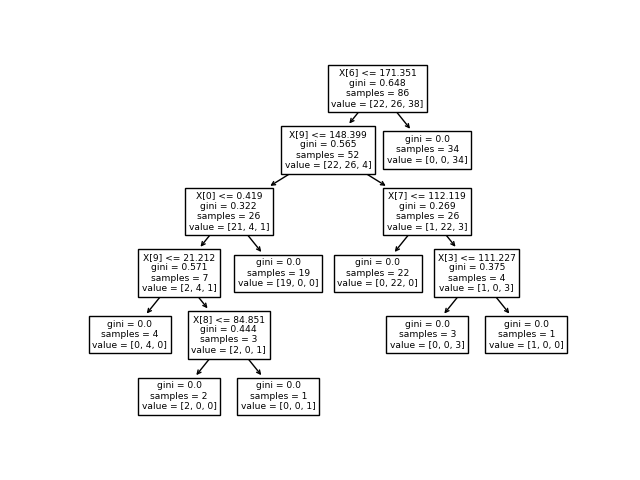 X[6] <= 171.351
gini = 0.648
samples = 86
value = [22, 26, 38]
X[9] <= 148.399
gini = 0.565
samples = 52
value = [22, 26, 4]
gini = 0.0
samples = 34
value = [0, 0, 34]
X[0] <= 0.419
gini = 0.322
samples = 26
value = [21, 4, 1]
X[7] <= 112.119
gini = 0.269
samples = 26
value = [1, 22, 3]
X[9] <= 21.212
gini = 0.571
samples = 7
value = [2, 4, 1]
gini = 0.0
samples = 19
value = [19, 0, 0]
gini = 0.0
samples = 22
value = [0, 22, 0]
X[3] <= 111.227
gini = 0.375
samples = 4
value = [1, 0, 3]
gini = 0.0
samples = 4
value = [0, 4, 0]
X[8] <= 84.851
gini = 0.444
samples = 3
value = [2, 0, 1]
gini = 0.0
samples = 3
value = [0, 0, 3]
gini = 0.0
samples = 1
value = [1, 0, 0]
gini = 0.0
samples = 2
value = [2, 0, 0]
gini = 0.0
samples = 1
value = [0, 0, 1]